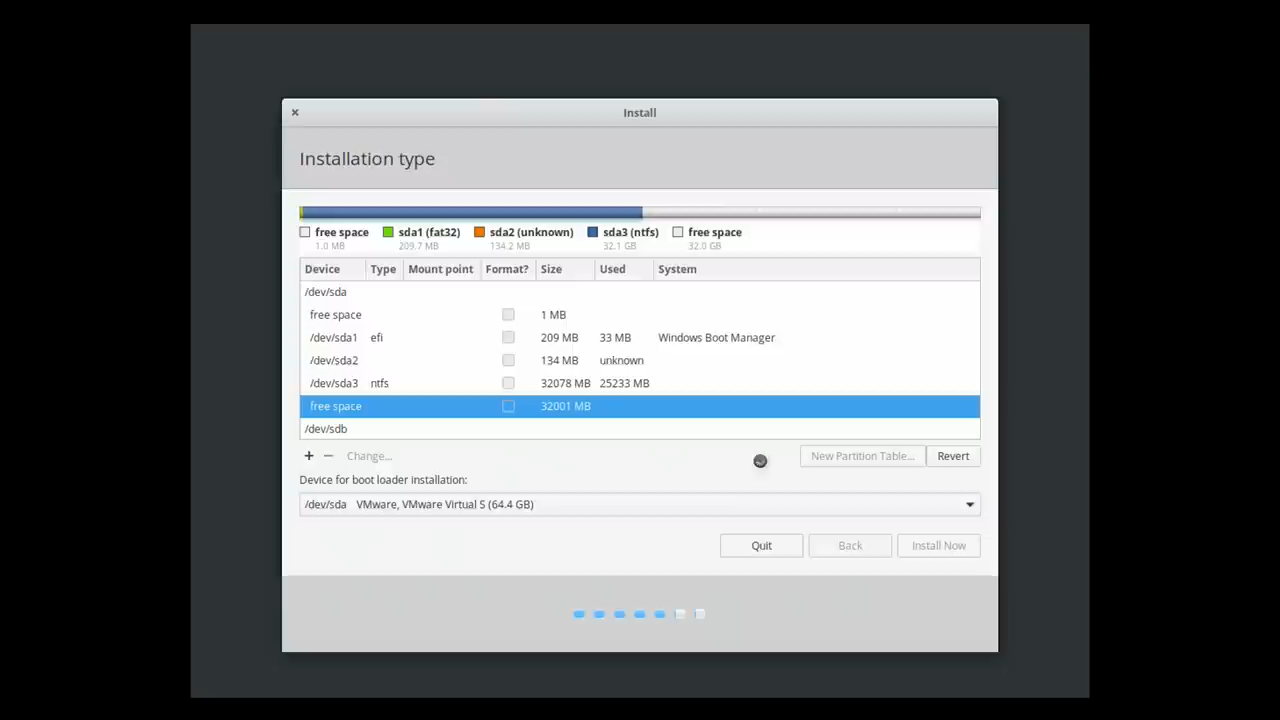 Install
Installation type
free space sda1 (fat32) sda2 (unknown) sda3 (ntfs) free space
1.0 MB 209.7 MB 134.2 MB 32.1 GB 32.0 GB
Device Type Mount point Format? Size Used System
/dev/sda
free space 1 MB
/dev/sda1 efi 209 MB 33 MB Windows Boot Manager
/dev/sda2 134 MB unknown
/dev/sda3 ntfs 32078 MB 25233 MB
free space 32001 MB
/dev/sdb
+ − Change... New Partition Table... Revert
Device for boot loader installation:
/dev/sda VMware, VMware Virtual S (64.4 GB)
Quit Back Install Now